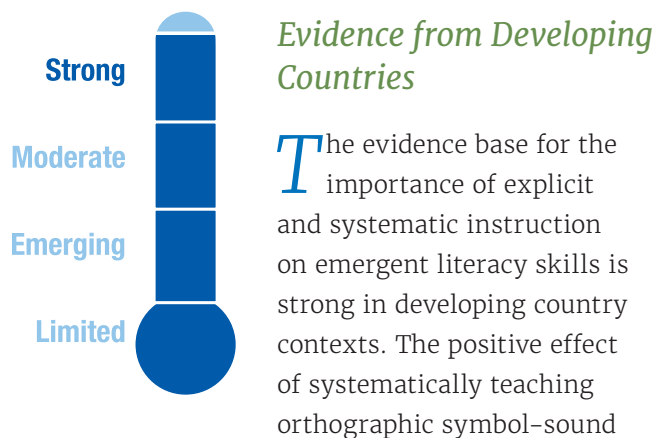 Strong
Moderate
Emerging
Limited
Evidence from Developing
Countries
The evidence base for the
importance of explicit
and systematic instruction
on emergent literacy skills is
strong in developing country
contexts. The positive effect
of systematically teaching
orthographic symbol–sound